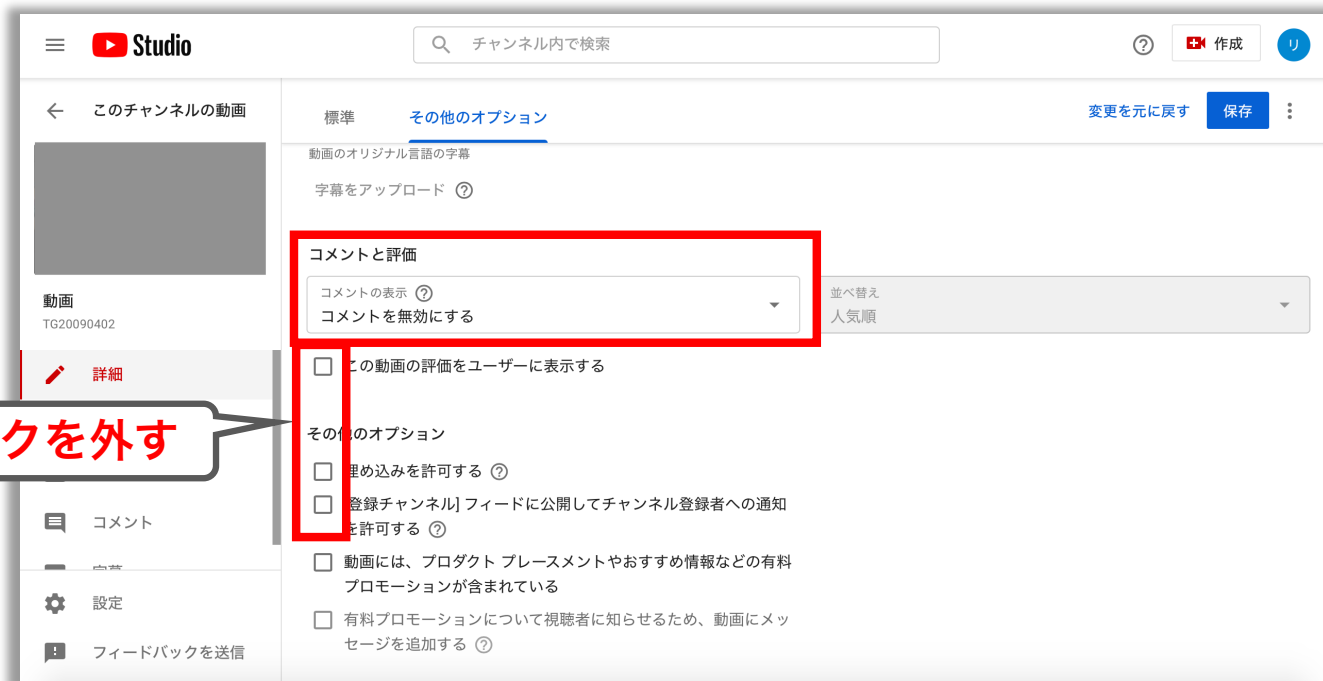 Studio
チャンネル内で検索
作成
リ
このチャンネルの動画
標準
その他のオプション
変更を元に戻す
保存
動画のオリジナル言語の字幕
字幕をアップロード
コメントと評価
コメントの表示
コメントを無効にする
並べ替え
人気順
動画
TG20090402
この動画の評価をユーザーに表示する
詳細
クを外す
その他のオプション
埋め込みを許可する
登録チャンネル] フィードに公開してチャンネル登録者への通知
を許可する
コメント
動画には、プロダクト プレースメントやおすすめ情報などの有料
プロモーションが含まれている
字幕
設定
有料プロモーションについて視聴者に知らせるため、動画にメッ
セージを追加する
フィードバックを送信